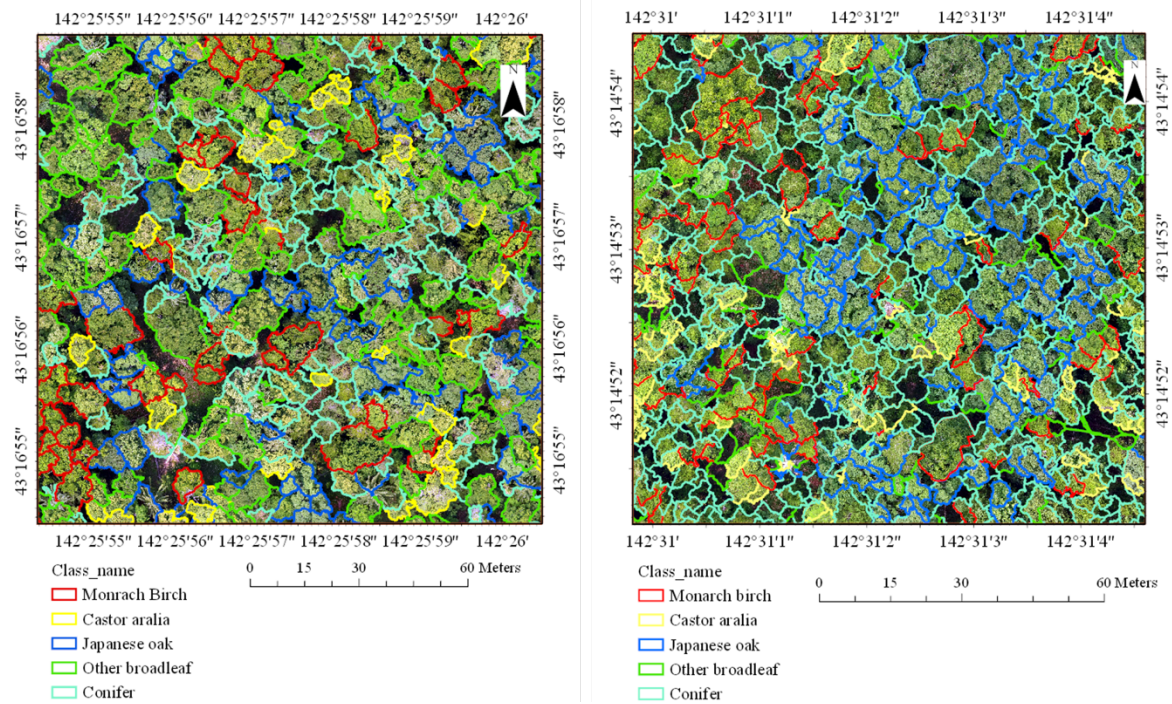 142°25'55" 142°25'56" 142°25'57" 142°25'58" 142°25'59" 142°26'
N
43°16'58" 43°16'58"
43°16'57" 43°16'57"
43°16'56" 43°16'56"
43°16'55" 43°16'55"
142°25'55" 142°25'56" 142°25'57" 142°25'58" 142°25'59" 142°26'
Class_name
0 15 30 60 Meters
Monrach Birch
Castor aralia
Japanese oak
Other broadleaf
Conifer
142°31' 142°31'1" 142°31'2" 142°31'3" 142°31'4"
N
43°14'54" 43°14'54"
43°14'53" 43°14'53"
43°14'52" 43°14'52"
142°31' 142°31'1" 142°31'2" 142°31'3" 142°31'4"
Class_name
0 15 30 60 Meters
Monarch birch
Castor aralia
Japanese oak
Other broadleaf
Conifer